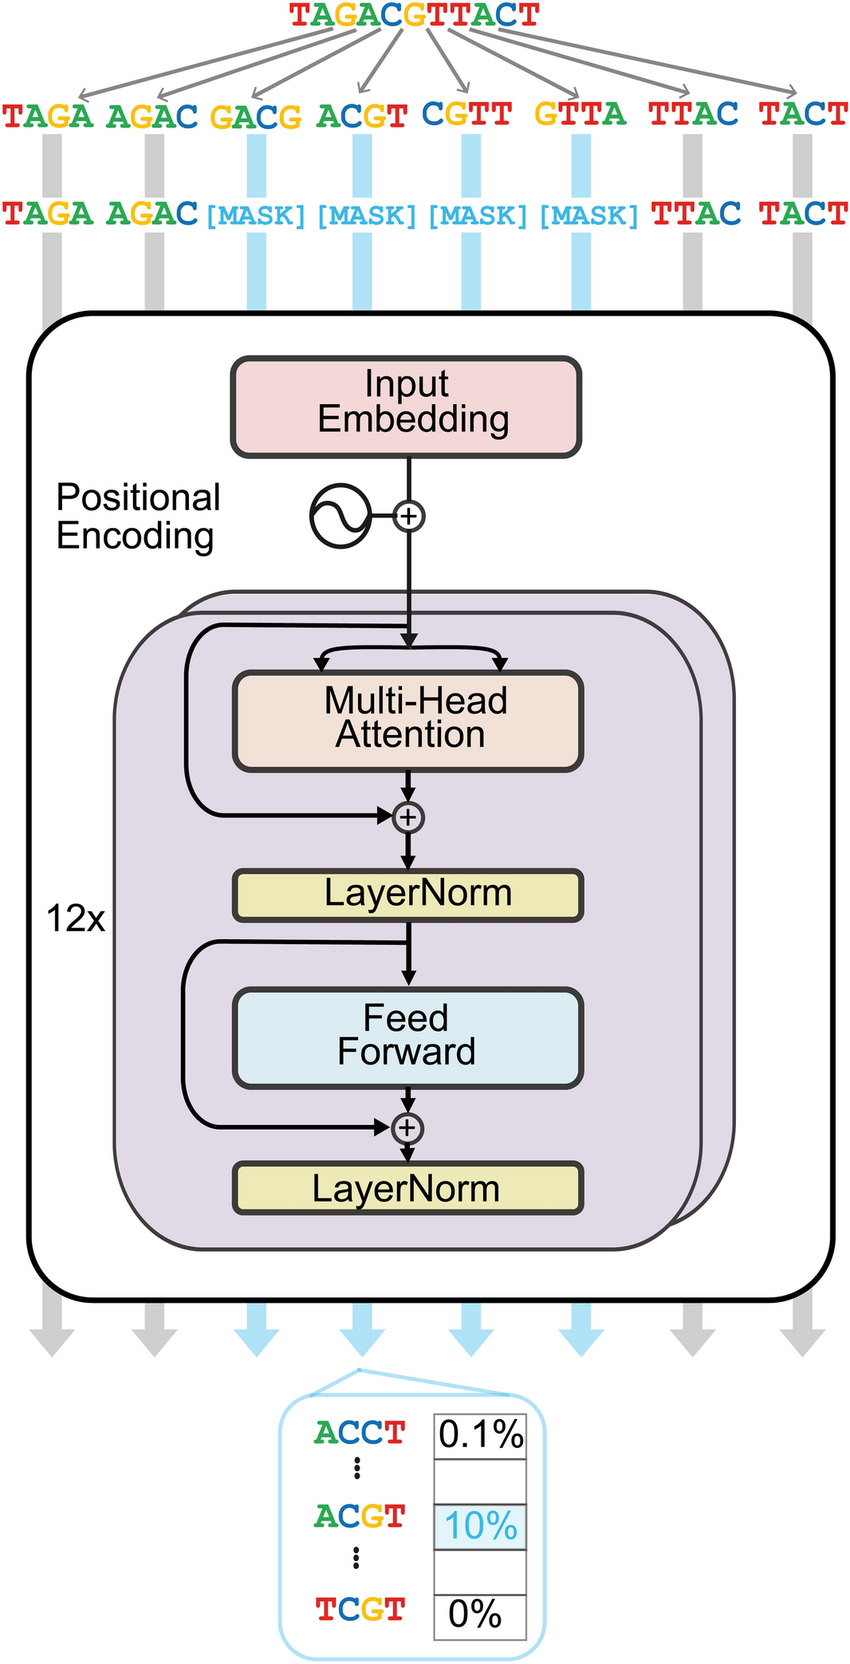 TAGACGTTACT
TAGA AGAC GACG ACGT CGTT GTTA TTAC TACT
TAGA AGAC [MASK] [MASK] [MASK] [MASK] TTAC TACT
Input
Embedding
Positional
Encoding
+
Multi-Head
Attention
+
LayerNorm
12x
Feed
Forward
+
LayerNorm
ACCT 0.1%
ACGT 10%
TCGT 0%